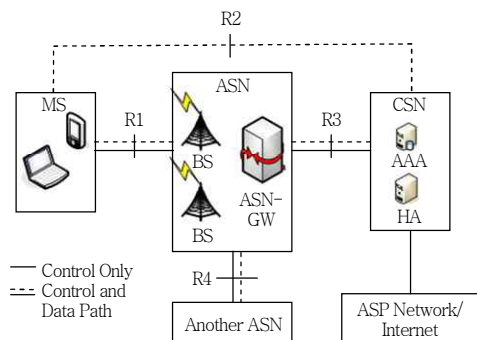 R2
MS
ASN
CSN
R1
R3
BS
AAA
ASN-
GW
HA
BS
R4
Control Only
Control and
Data Path
Another ASN
ASP Network/
Internet